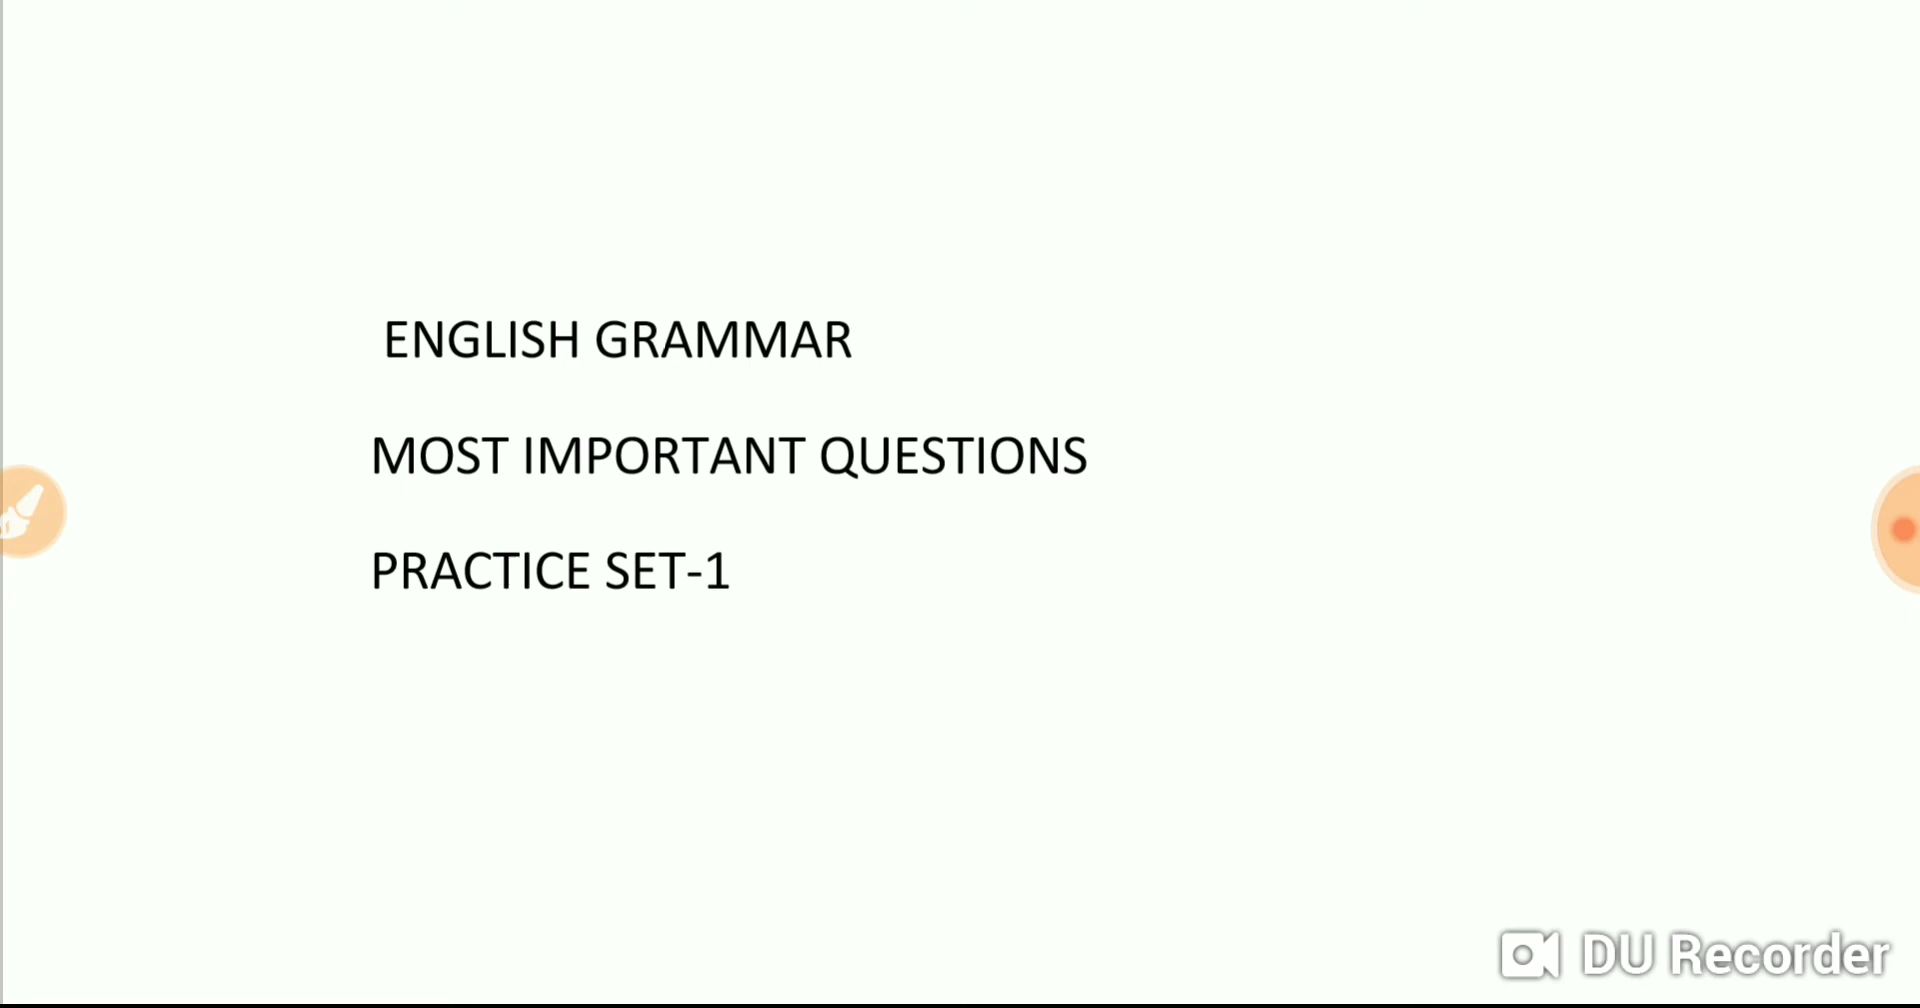 ENGLISH GRAMMAR
MOST IMPORTANT QUESTIONS
PRACTICE SET-1
DU Recorder